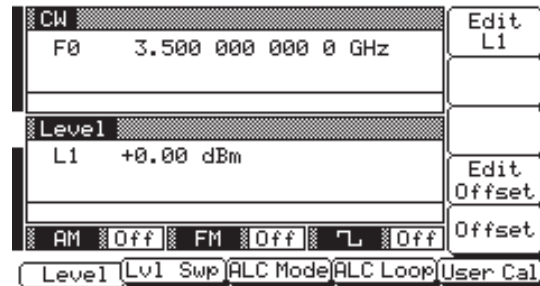 CW
F0 3.500 000 000 0 GHz
Level
L1 +0.00 dBm
AM Off FM Off Off
Edit
L1
Edit
Offset
Offset
Level Lvl Swp ALC Mode ALC Loop User Cal